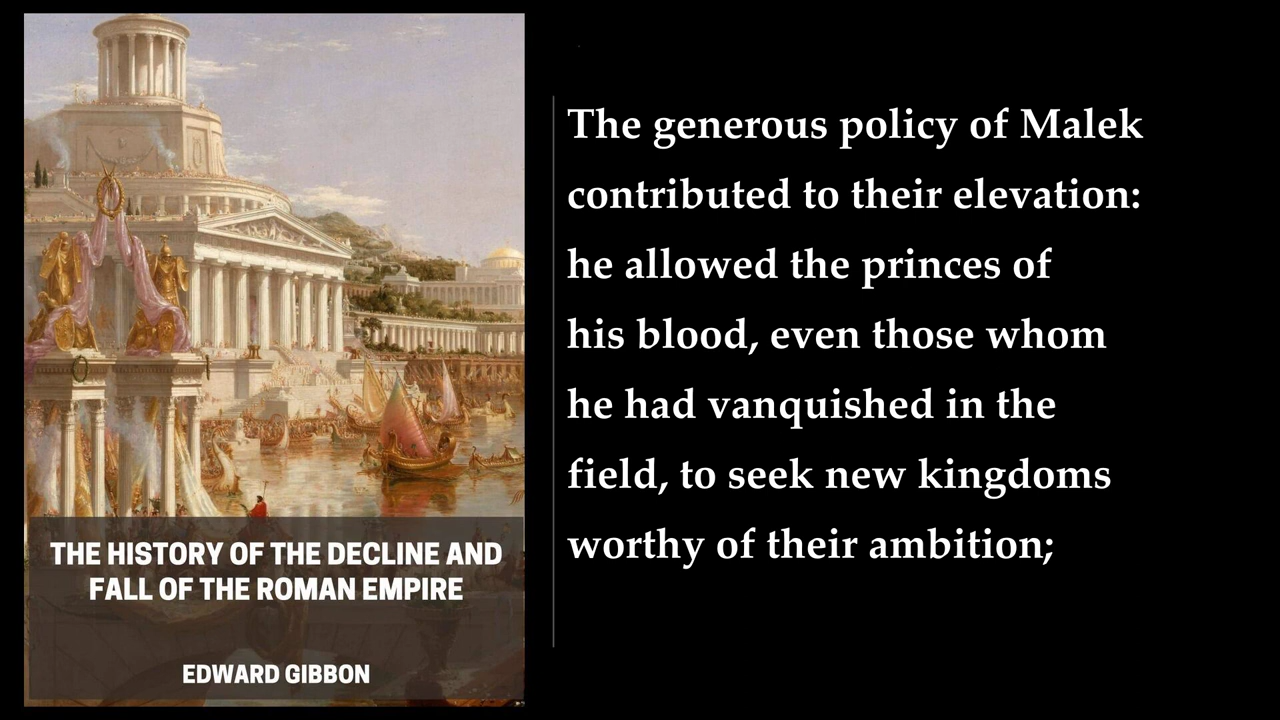 THE HISTORY OF THE DECLINE AND
FALL OF THE ROMAN EMPIRE
EDWARD GIBBON
The generous policy of Malek
contributed to their elevation:
he allowed the princes of
his blood, even those whom
he had vanquished in the
field, to seek new kingdoms
worthy of their ambition;